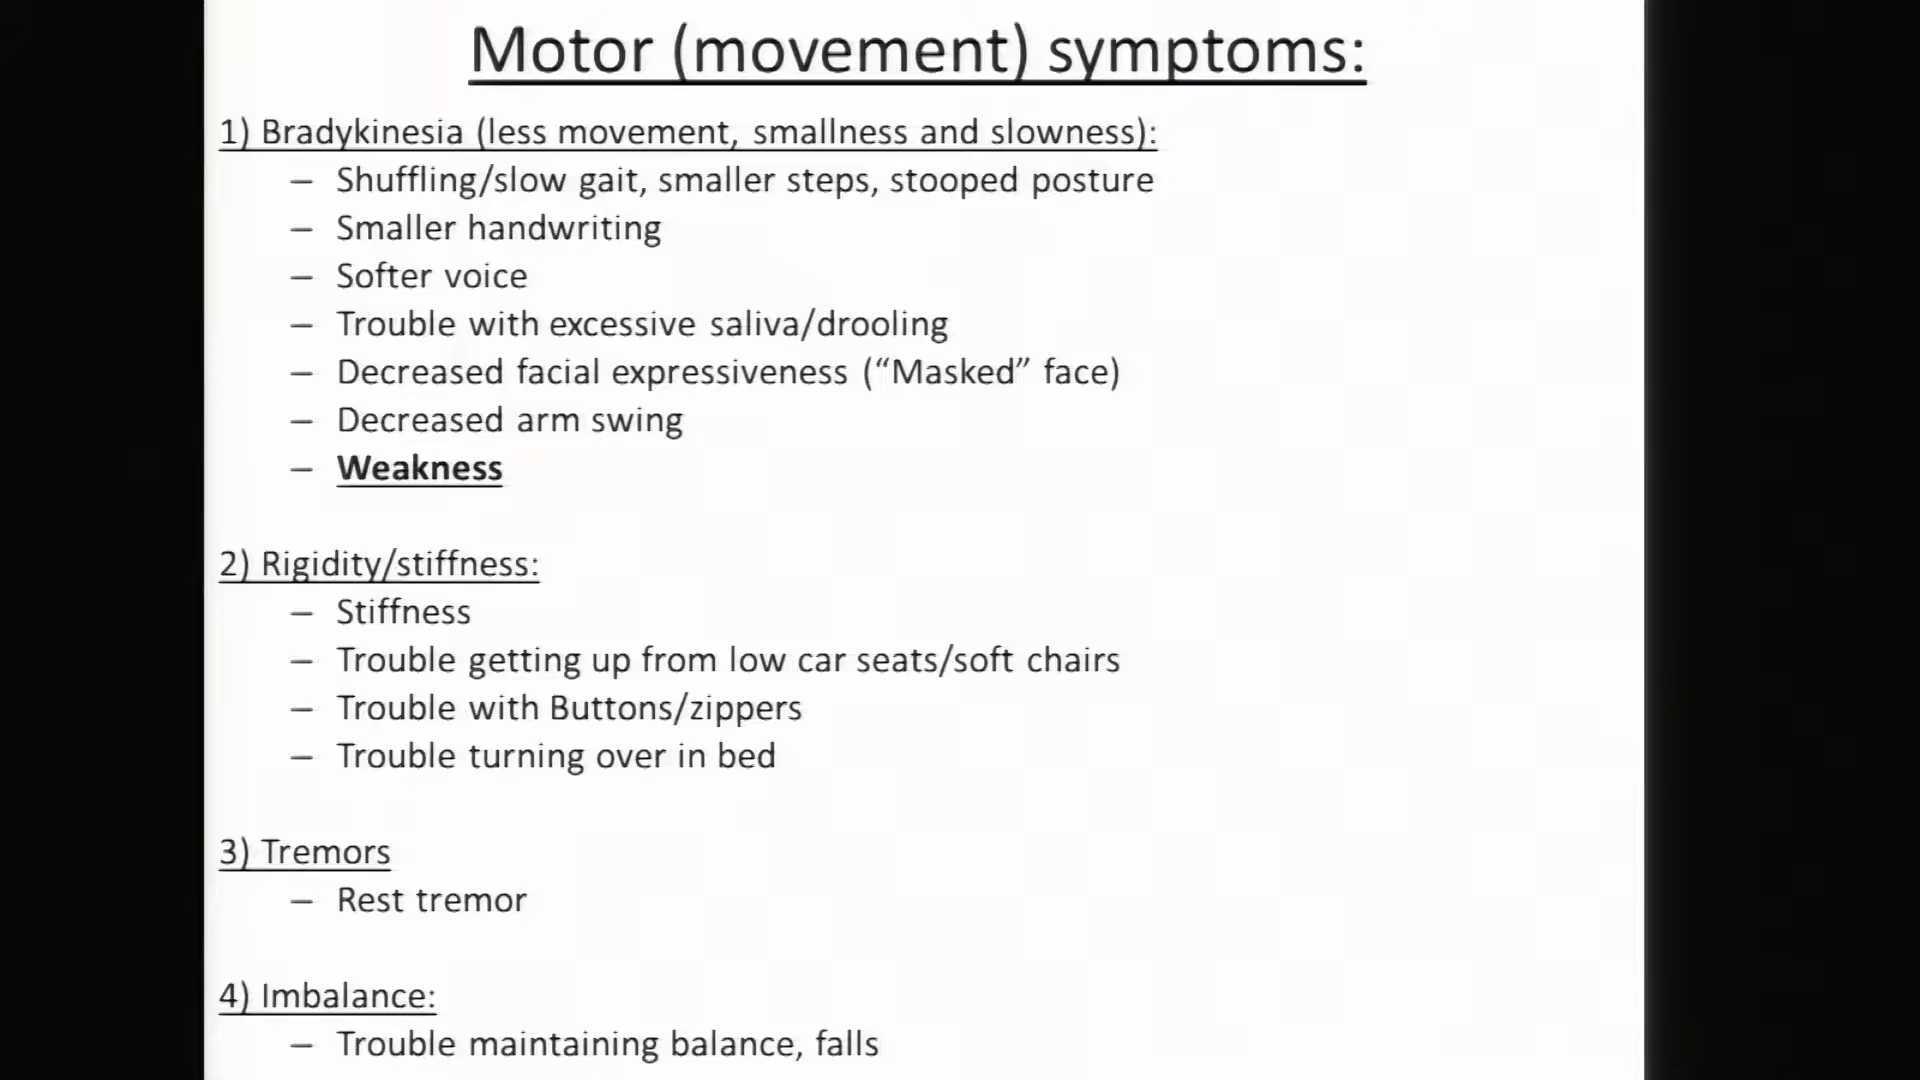 Motor (movement) symptoms:
1) Bradykinesia (less movement, smallness and slowness):
– Shuffling/slow gait, smaller steps, stooped posture
– Smaller handwriting
– Softer voice
– Trouble with excessive saliva/drooling
– Decreased facial expressiveness (“Masked” face)
– Decreased arm swing
– Weakness
2) Rigidity/stiffness:
– Stiffness
– Trouble getting up from low car seats/soft chairs
– Trouble with Buttons/zippers
– Trouble turning over in bed
3) Tremors
– Rest tremor
4) Imbalance:
– Trouble maintaining balance, falls